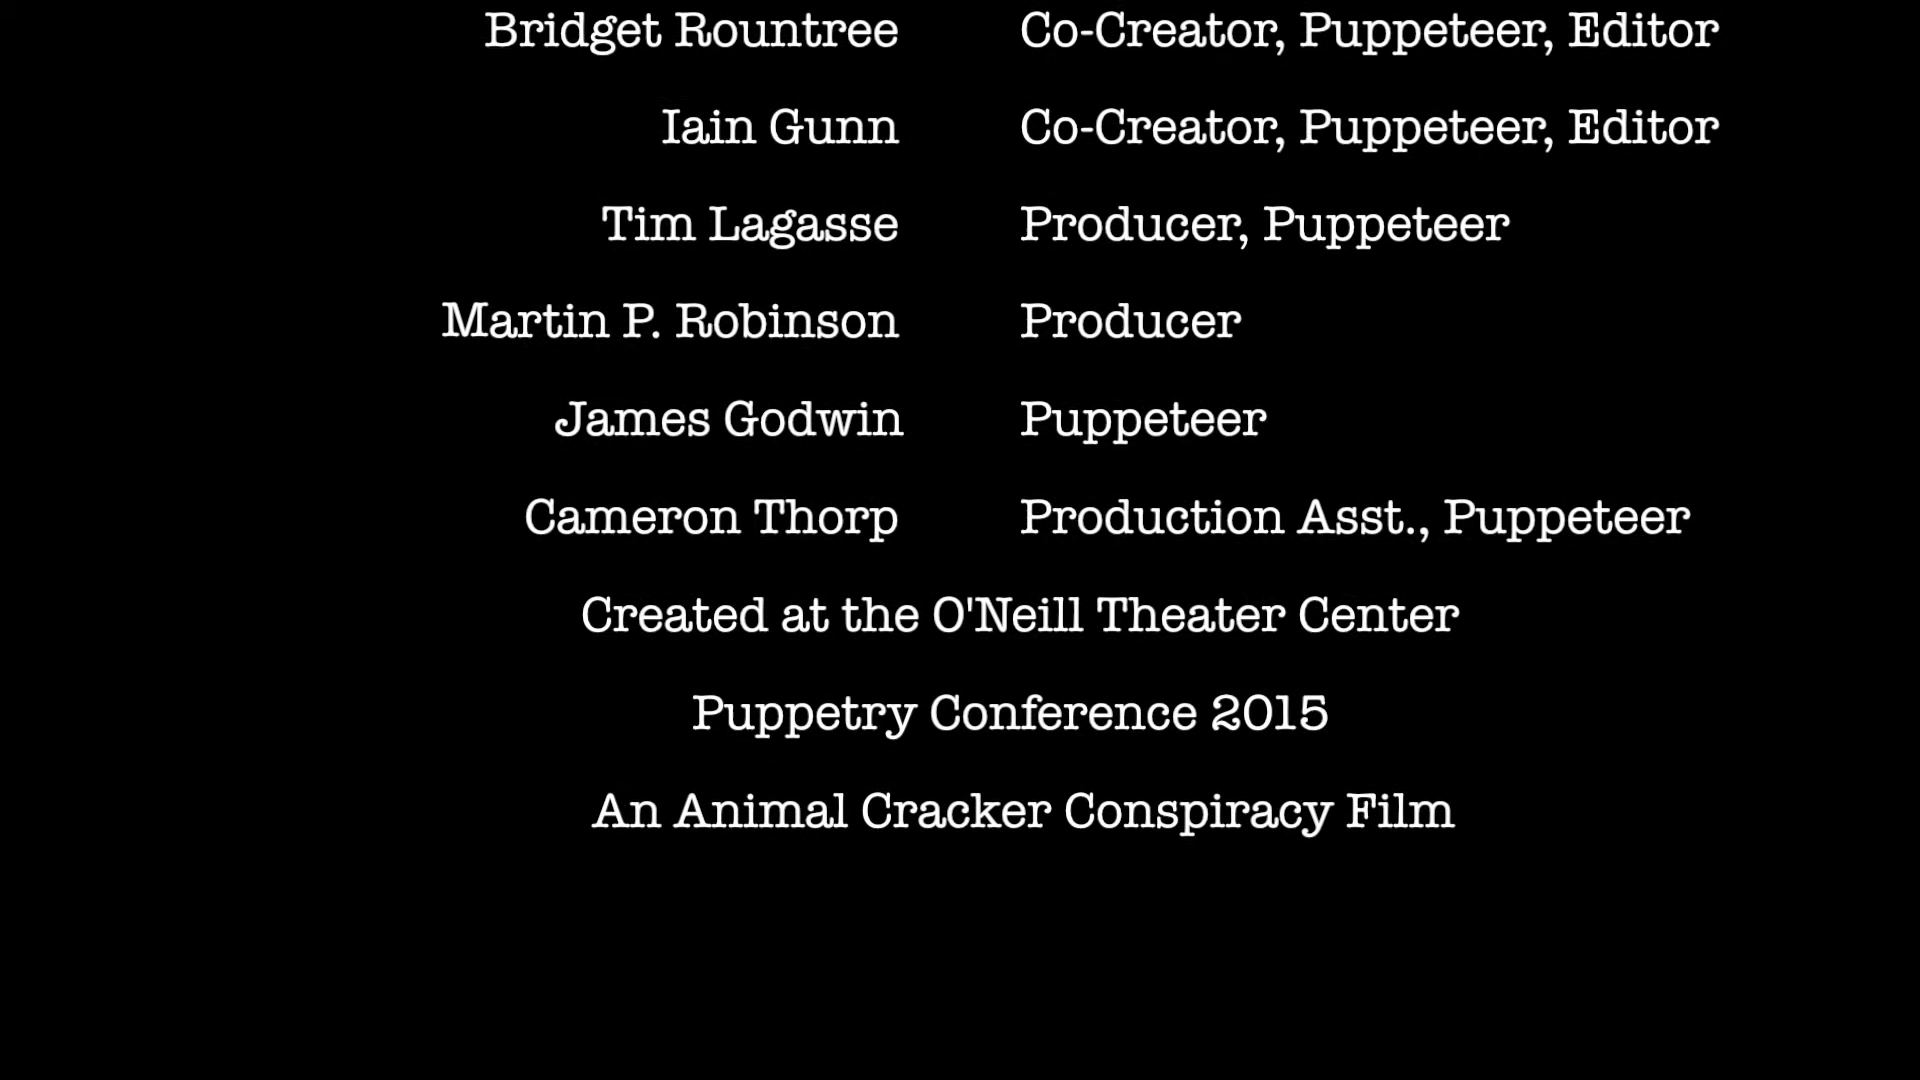 Bridget Rountree Co-Creator, Puppeteer, Editor
Iain Gunn Co-Creator, Puppeteer, Editor
Tim Lagasse Producer, Puppeteer
Martin P. Robinson Producer
James Godwin Puppeteer
Cameron Thorp Production Asst., Puppeteer
Created at the O'Neill Theater Center
Puppetry Conference 2015
An Animal Cracker Conspiracy Film